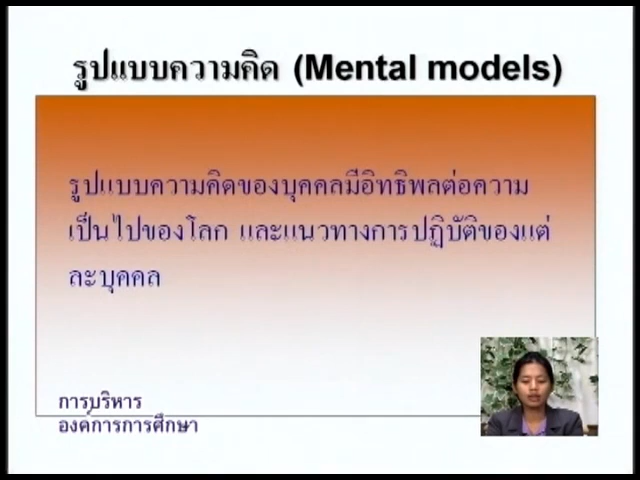 รูปแบบความคิด (Mental models)
รูปแบบความคิดของบุคคลมีอิทธิพลต่อความ
เป็นไปของโลก และแนวทางการปฏิบัติของแต่
ละบุคคล
การบริหาร
องค์การการศึกษา